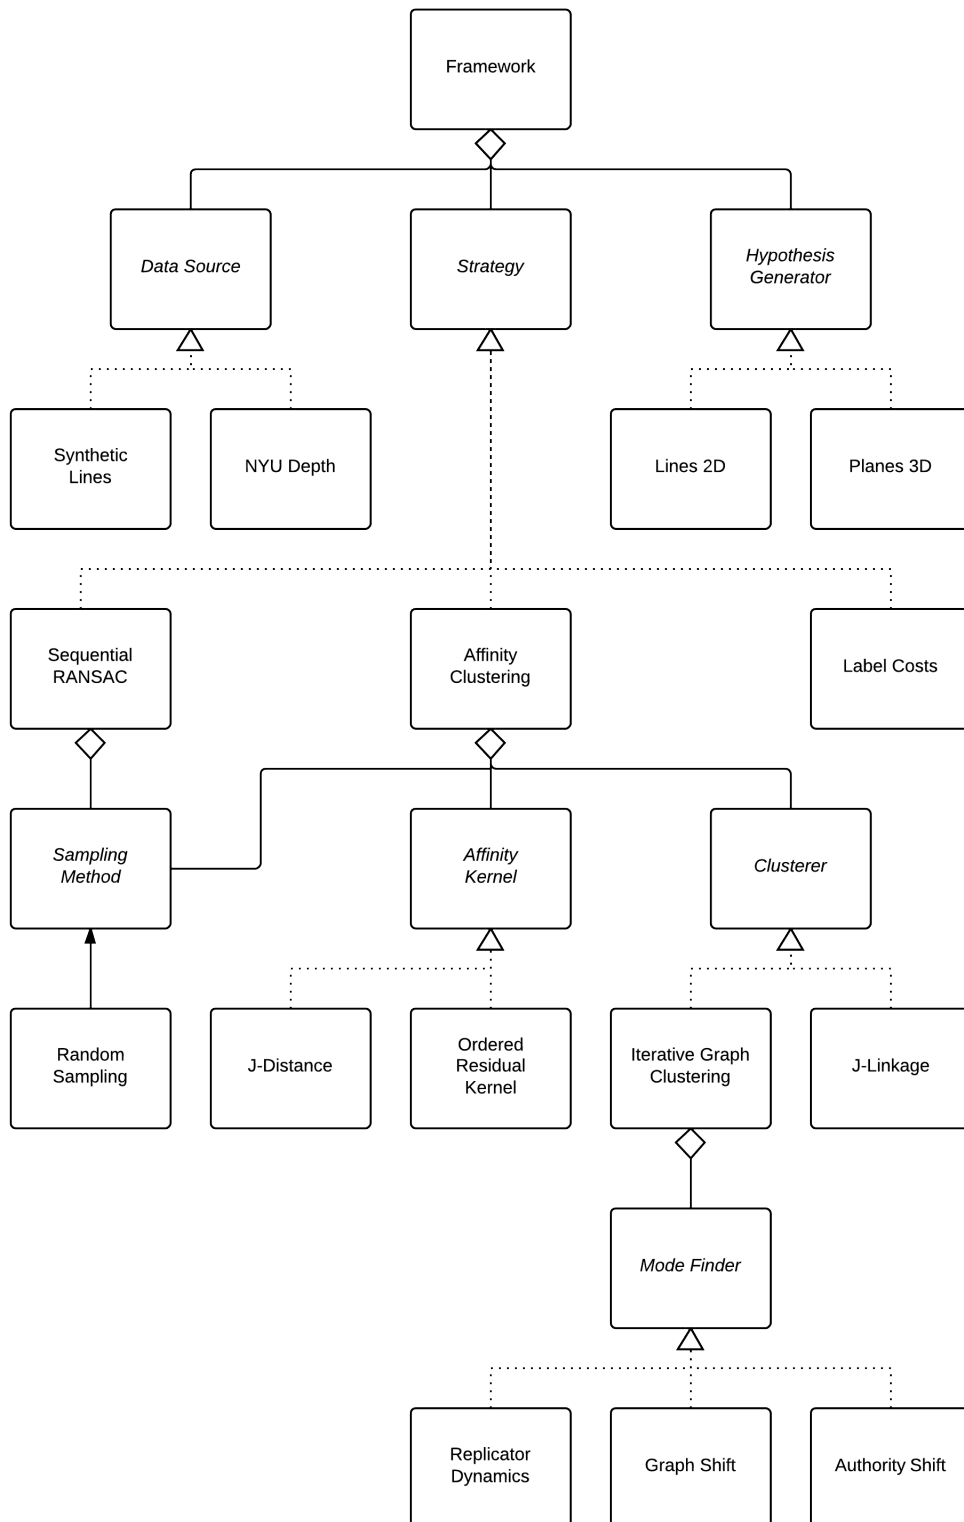 Framework
Data Source
Strategy
Hypothesis
Generator
Synthetic
Lines
NYU Depth
Lines 2D
Planes 3D
Sequential
RANSAC
Affinity
Clustering
Label Costs
Sampling
Method
Affinity
Kernel
Clusterer
Random
Sampling
J-Distance
Ordered
Residual
Kernel
Iterative Graph
Clustering
J-Linkage
Mode Finder
Replicator
Dynamics
Graph Shift
Authority Shift